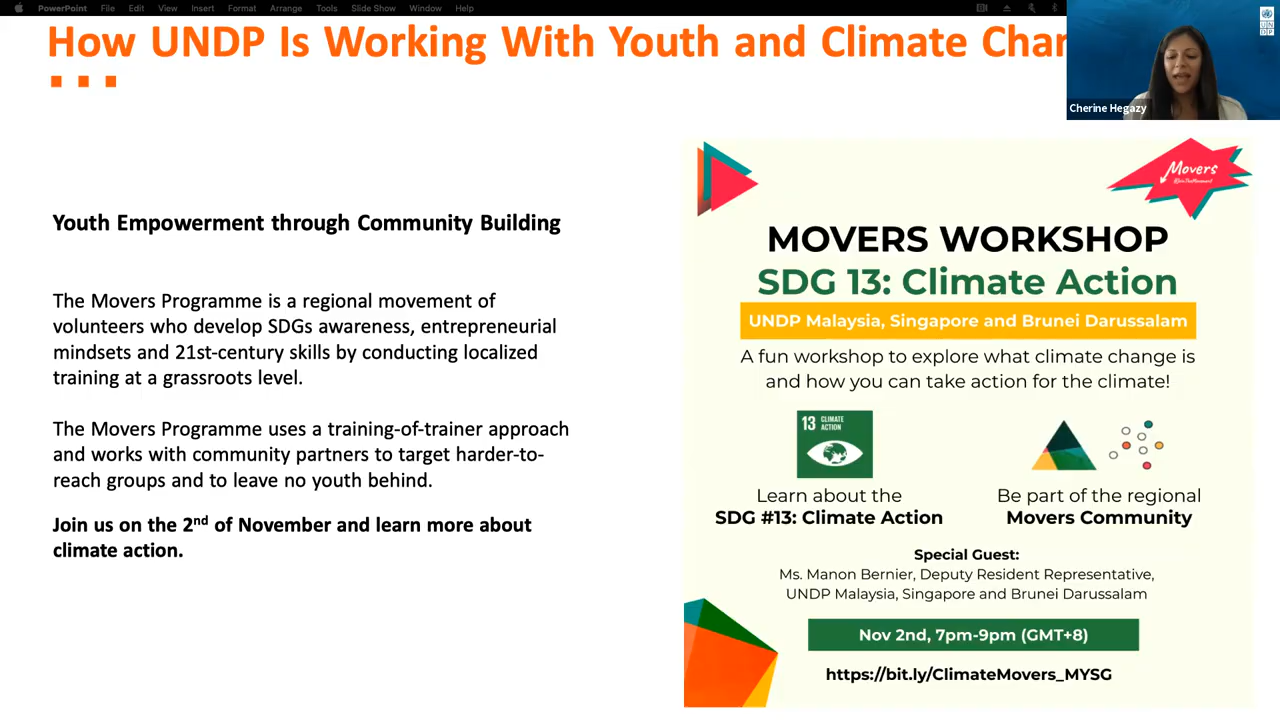 PowerPoint File Edit View Insert Format Arrange Tools Slide Show Window Help
How UNDP Is Working With Youth and Climate Chan
UN
DP
Cherine Hegazy
Youth Empowerment through Community Building
The Movers Programme is a regional movement of
volunteers who develop SDGs awareness, entrepreneurial
mindsets and 21st-century skills by conducting localized
training at a grassroots level.
The Movers Programme uses a training-of-trainer approach
and works with community partners to target harder-to-
reach groups and to leave no youth behind.
Join us on the 2nd of November and learn more about
climate action.
Movers
MOVERS WORKSHOP
SDG 13: Climate Action
UNDP Malaysia, Singapore and Brunei Darussalam
A fun workshop to explore what climate change is
and how you can take action for the climate!
13 CLIMATE
ACTION
Learn about the
SDG #13: Climate Action
Be part of the regional
Movers Community
Special Guest:
Ms. Manon Bernier, Deputy Resident Representative,
UNDP Malaysia, Singapore and Brunei Darussalam
Nov 2nd, 7pm-9pm (GMT+8)
https://bit.ly/ClimateMovers_MYSG